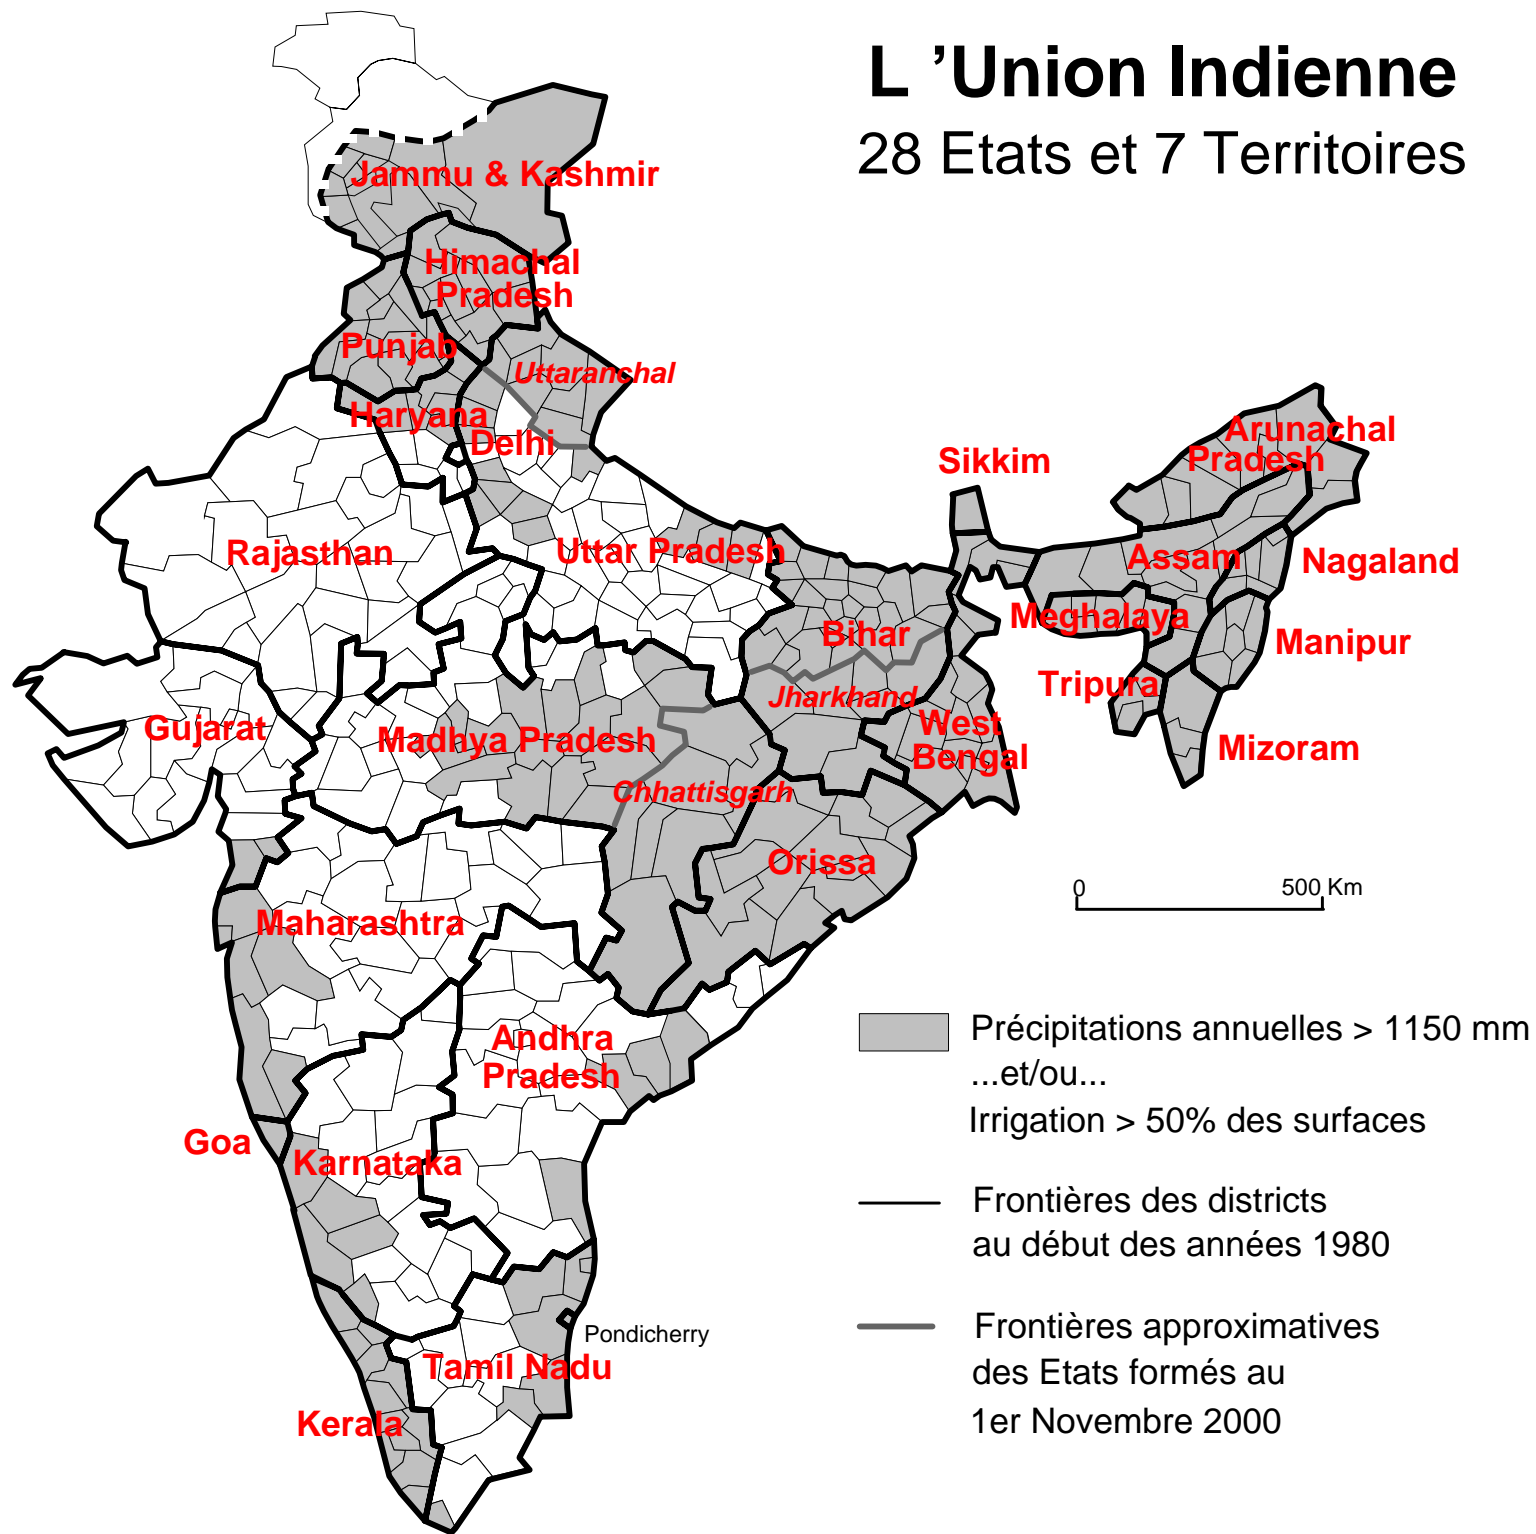 L ’Union Indienne
28 Etats et 7 Territoires
Jammu & Kashmir
Himachal
Pradesh
Punjab
Uttaranchal
Haryana
Delhi
Arunachal
Pradesh
Sikkim
Rajasthan
Uttar Pradesh
Assam
Nagaland
Meghalaya
Bihar
Manipur
Tripura
Jharkhand
Gujarat
Madhya Pradesh
West
Bengal
Mizoram
Chhattisgarh
Orissa
0 500 Km
Maharashtra
Andhra
Pradesh
Goa
Karnataka
Pondicherry
Tamil Nadu
Kerala
Précipitations annuelles > 1150 mm
...et/ou...
Irrigation > 50% des surfaces
Frontières des districts
au début des années 1980
Frontières approximatives
des Etats formés au
1er Novembre 2000